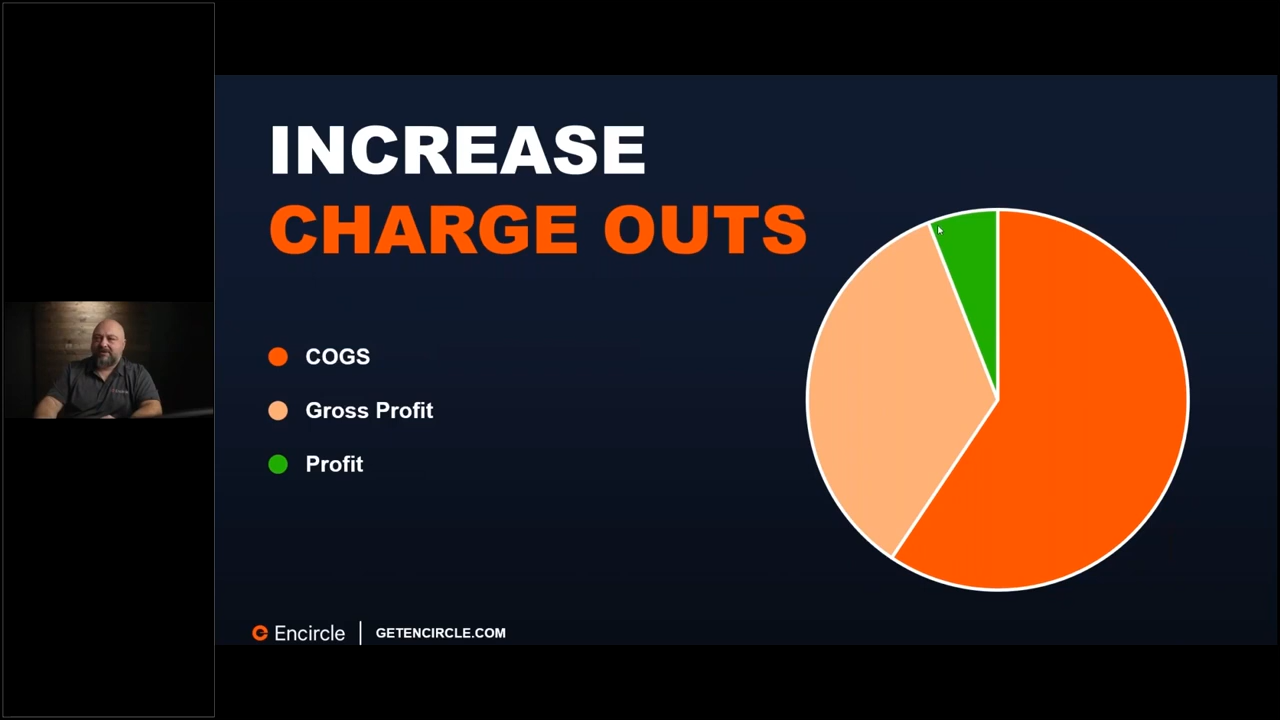 INCREASE
CHARGE OUTS
COGS
Gross Profit
Profit
Encircle
GETENCIRCLE.COM